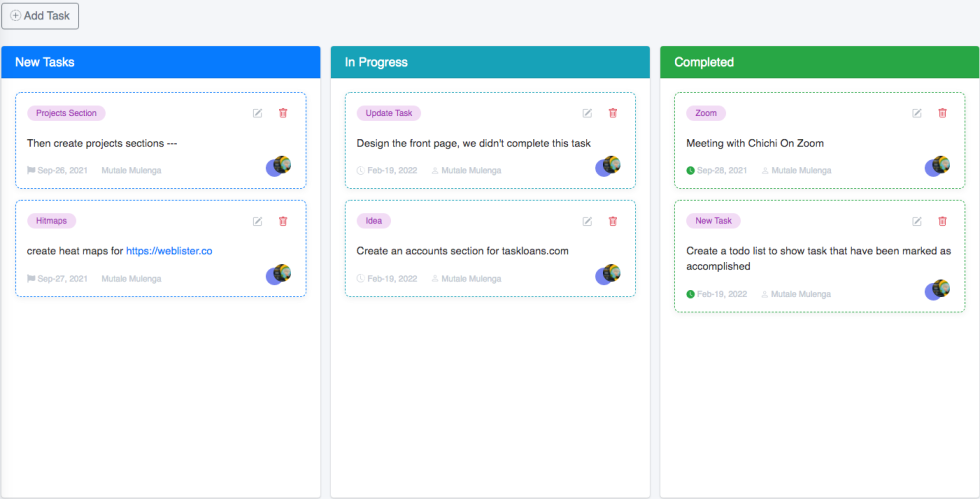 Add Task
New Tasks
Projects Section
Then create projects sections ---
Sep-26, 2021 Mutale Mulenga
Hitmaps
create heat maps for https://weblister.co
Sep-27, 2021 Mutale Mulenga
In Progress
Update Task
Design the front page, we didn't complete this task
Feb-19, 2022 Mutale Mulenga
Idea
Create an accounts section for taskloans.com
Feb-19, 2022 Mutale Mulenga
Completed
Zoom
Meeting with Chichi On Zoom
Sep-28, 2021 Mutale Mulenga
New Task
Create a todo list to show task that have been marked as
accomplished
Feb-19, 2022 Mutale Mulenga